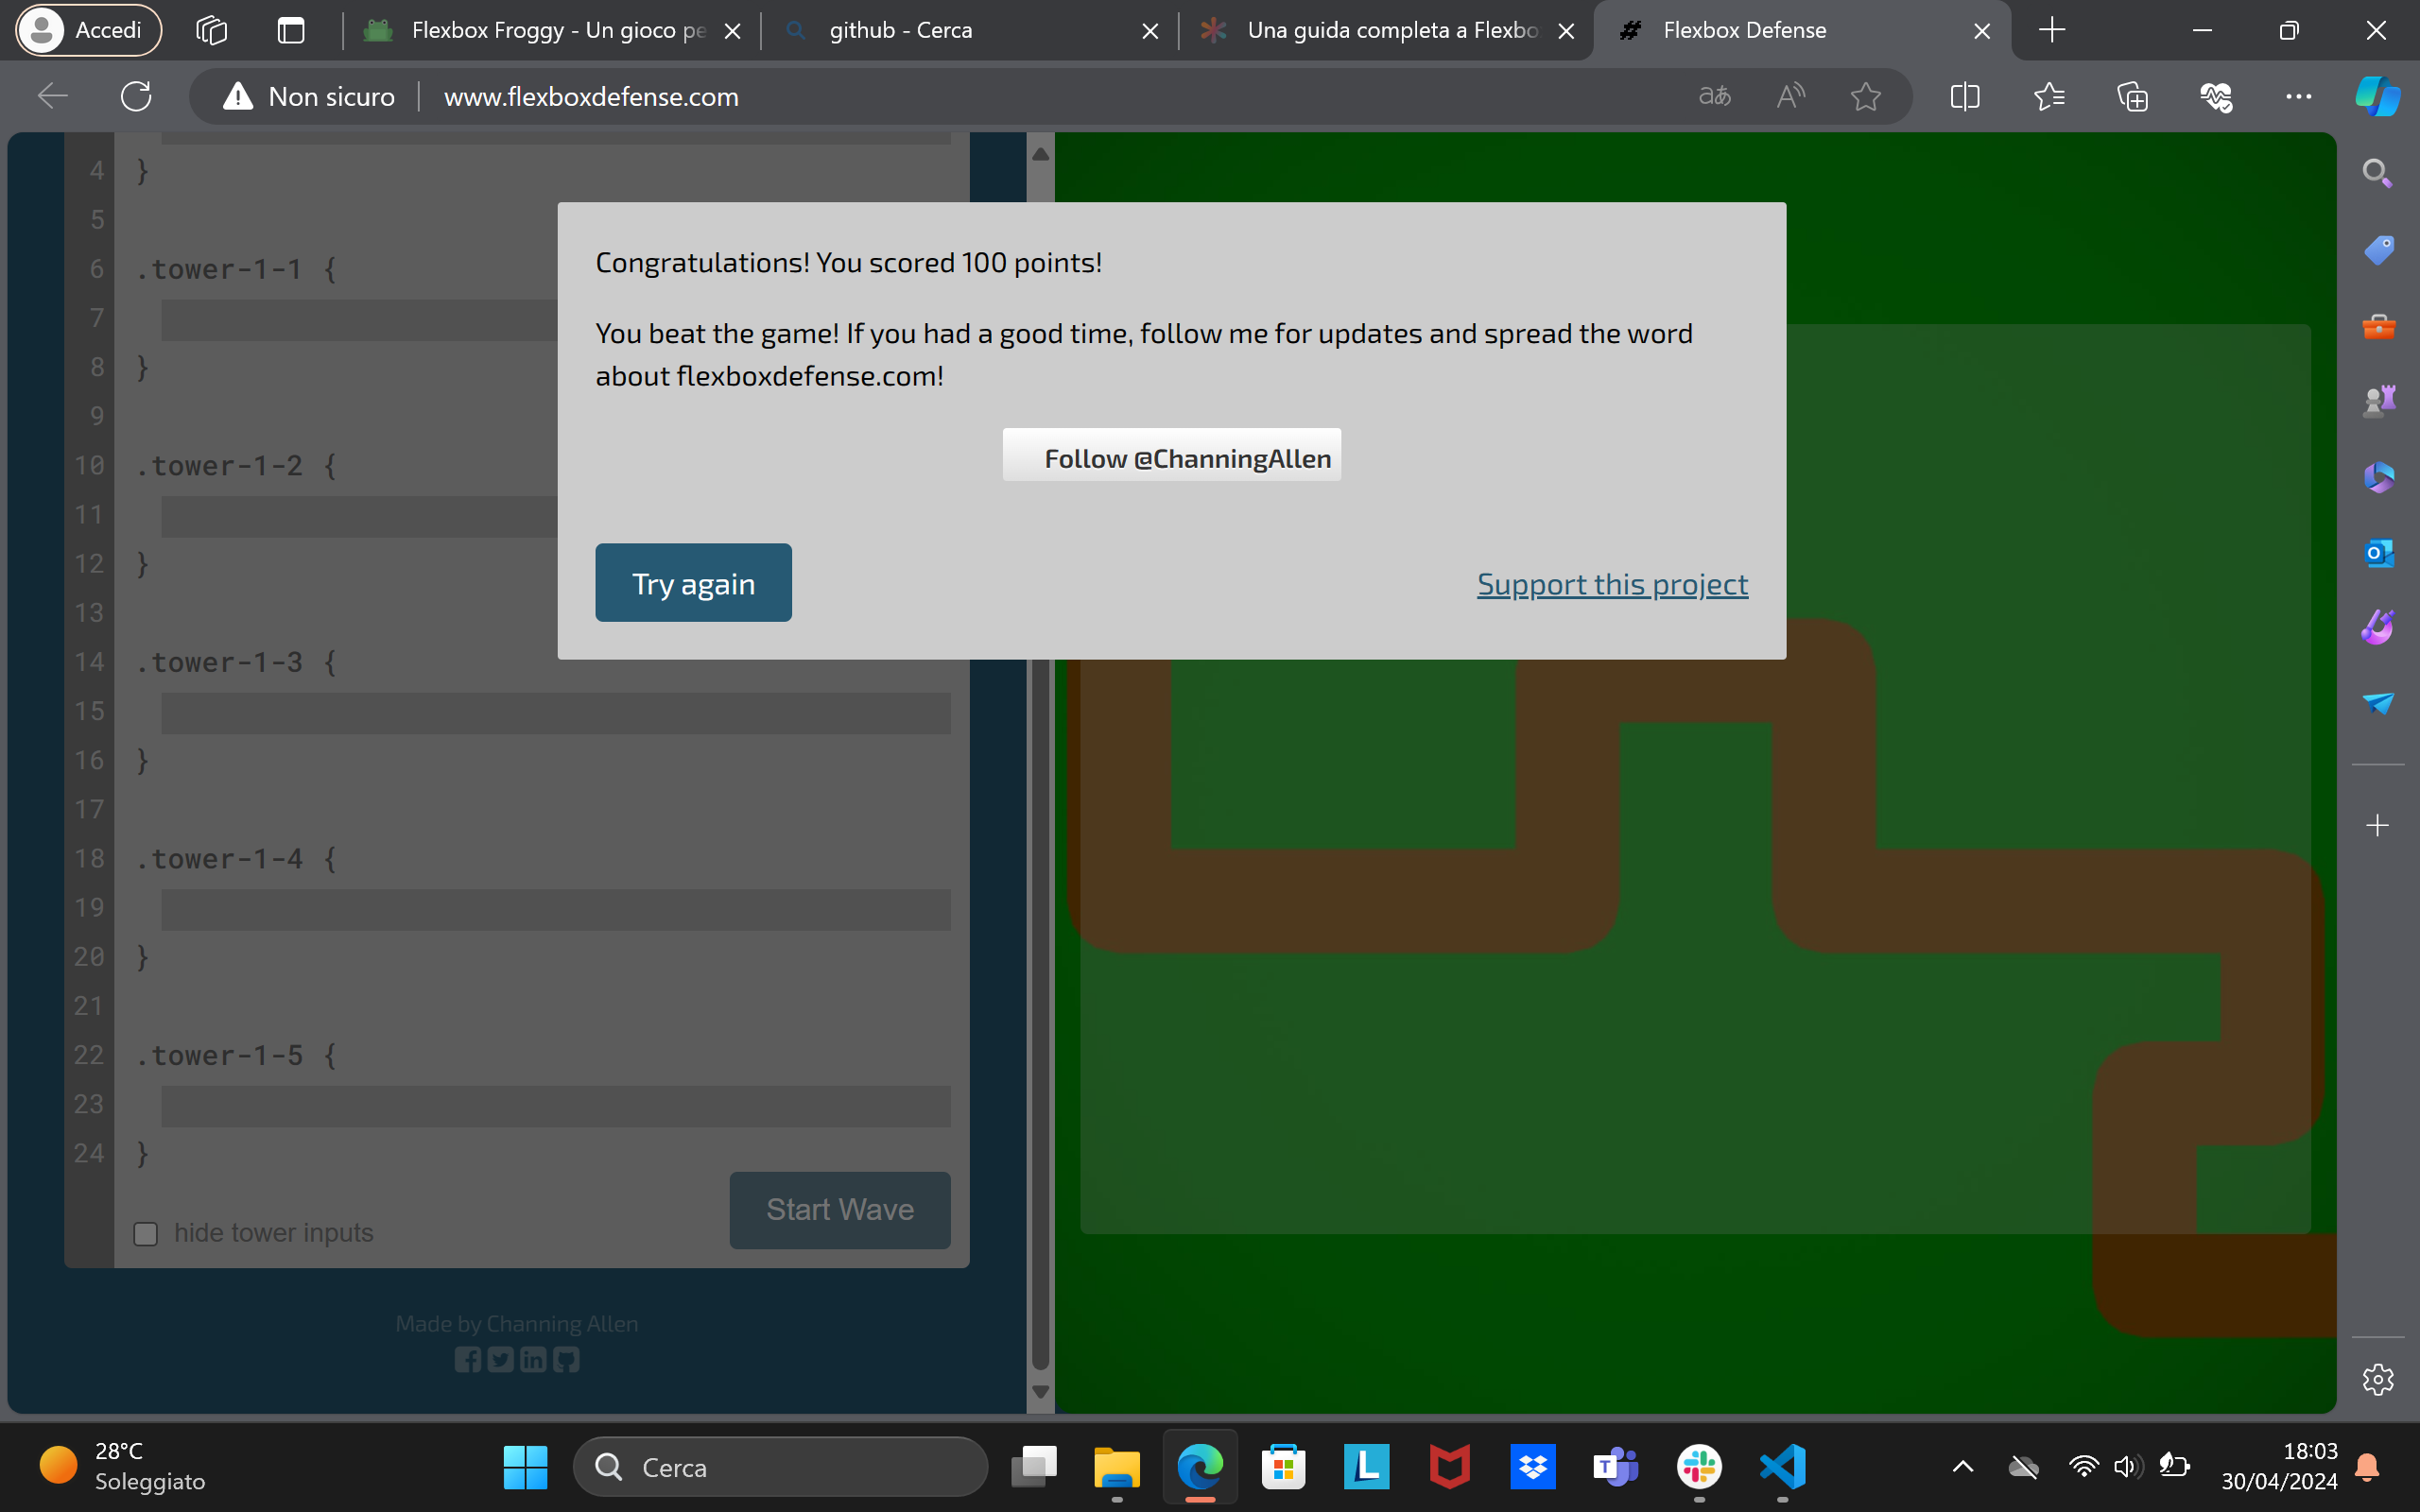 Accedi
Flexbox Froggy - Un gioco pe
github - Cerca
Una guida completa a Flexbo
Flexbox Defense
Non sicuro
www.flexboxdefense.com
4 }
5
6 .tower-1-1 {
7
8 }
9
10 .tower-1-2 {
11
12 }
13
14 .tower-1-3 {
15
16 }
17
18 .tower-1-4 {
19
20 }
21
22 .tower-1-5 {
23
24 }
hide tower inputs
Start Wave
Made by Channing Allen
Congratulations! You scored 100 points!
You beat the game! If you had a good time, follow me for updates and spread the word
about flexboxdefense.com!
Follow @ChanningAllen
Try again
Support this project
28°C
Soleggiato
Cerca
18:03
30/04/2024